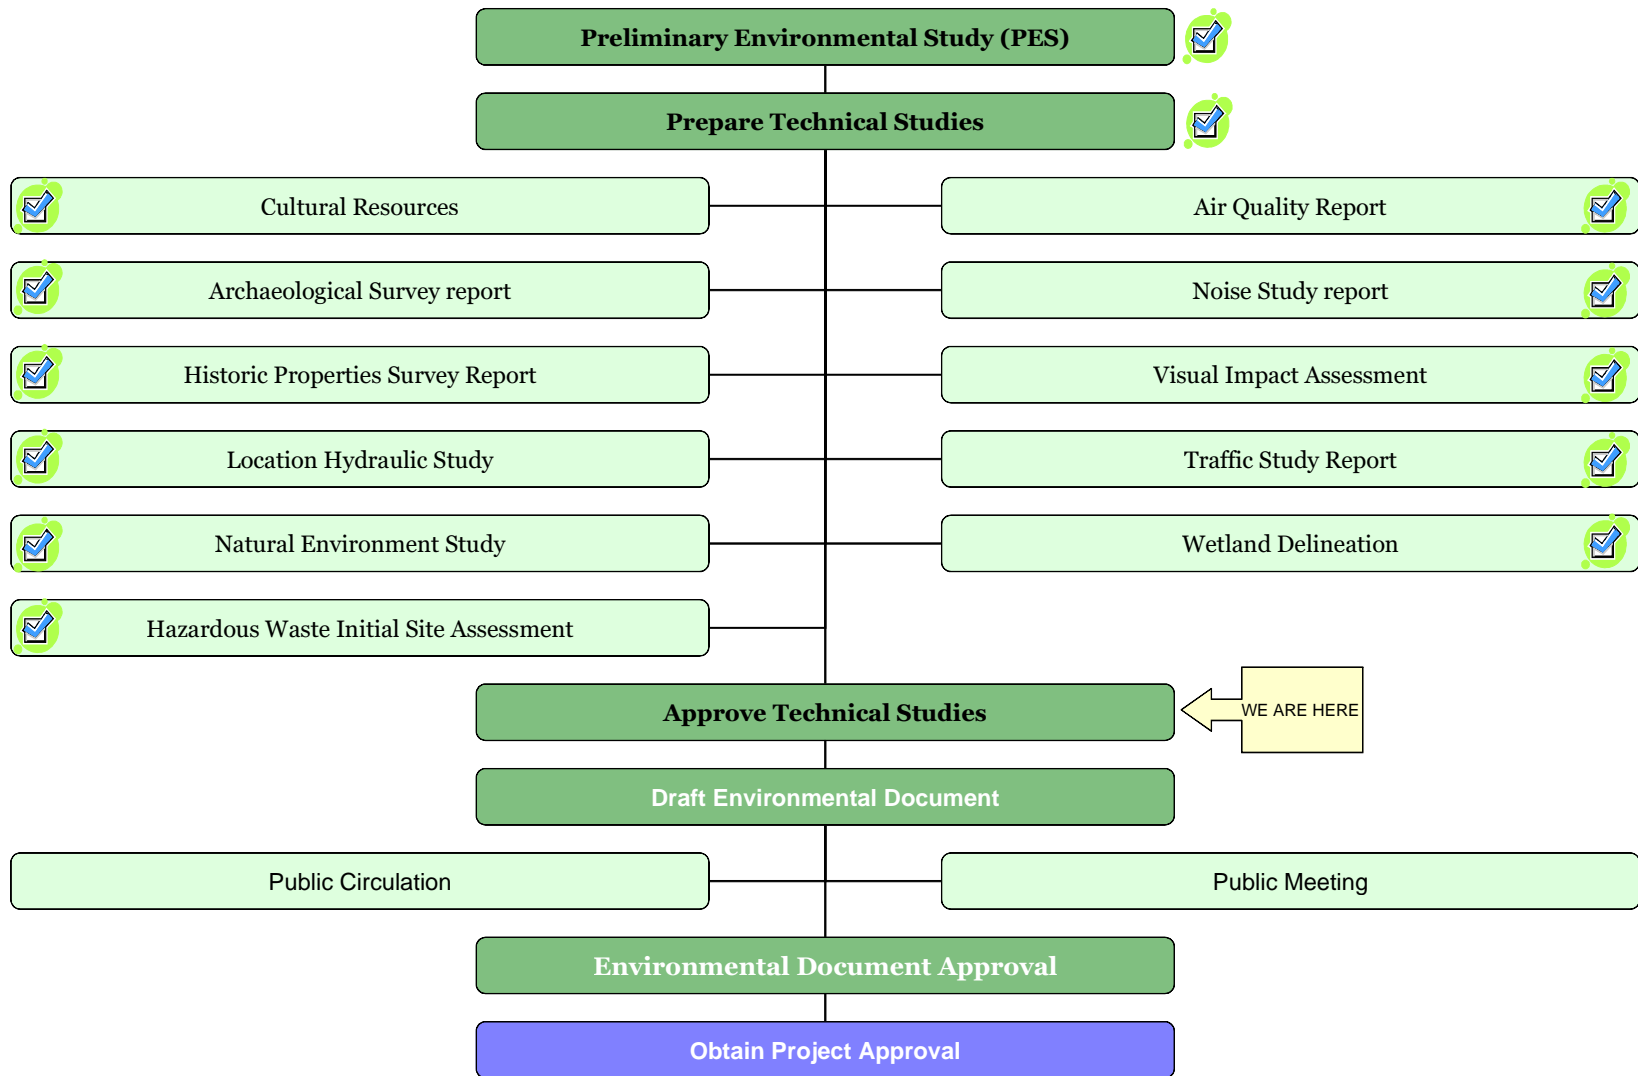 Preliminary Environmental Study (PES)
Prepare Technical Studies
Cultural Resources
Air Quality Report
Archaeological Survey report
Noise Study report
Historic Properties Survey Report
Visual Impact Assessment
Location Hydraulic Study
Traffic Study Report
Natural Environment Study
Wetland Delineation
Hazardous Waste Initial Site Assessment
Approve Technical Studies
WE ARE HERE
Draft Environmental Document
Public Circulation
Public Meeting
Environmental Document Approval
Obtain Project Approval